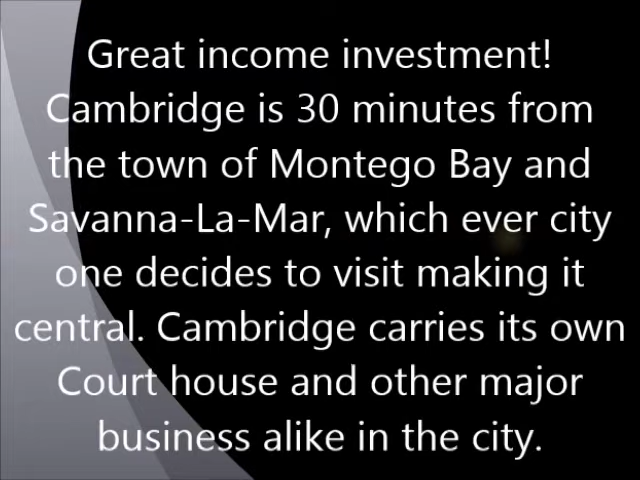 Great income investment!
Cambridge is 30 minutes from
the town of Montego Bay and
Savanna-La-Mar, which ever city
one decides to visit making it
central. Cambridge carries its own
Court house and other major
business alike in the city.